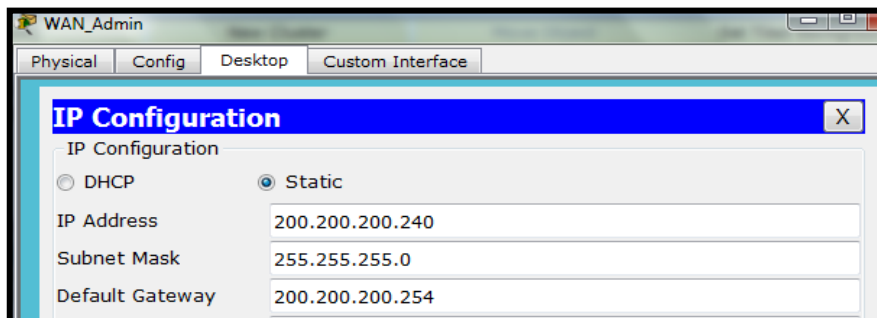 WAN_Admin
Physical Config Desktop Custom Interface
IP Configuration X
IP Configuration
DHCP Static
IP Address 200.200.200.240
Subnet Mask 255.255.255.0
Default Gateway 200.200.200.254